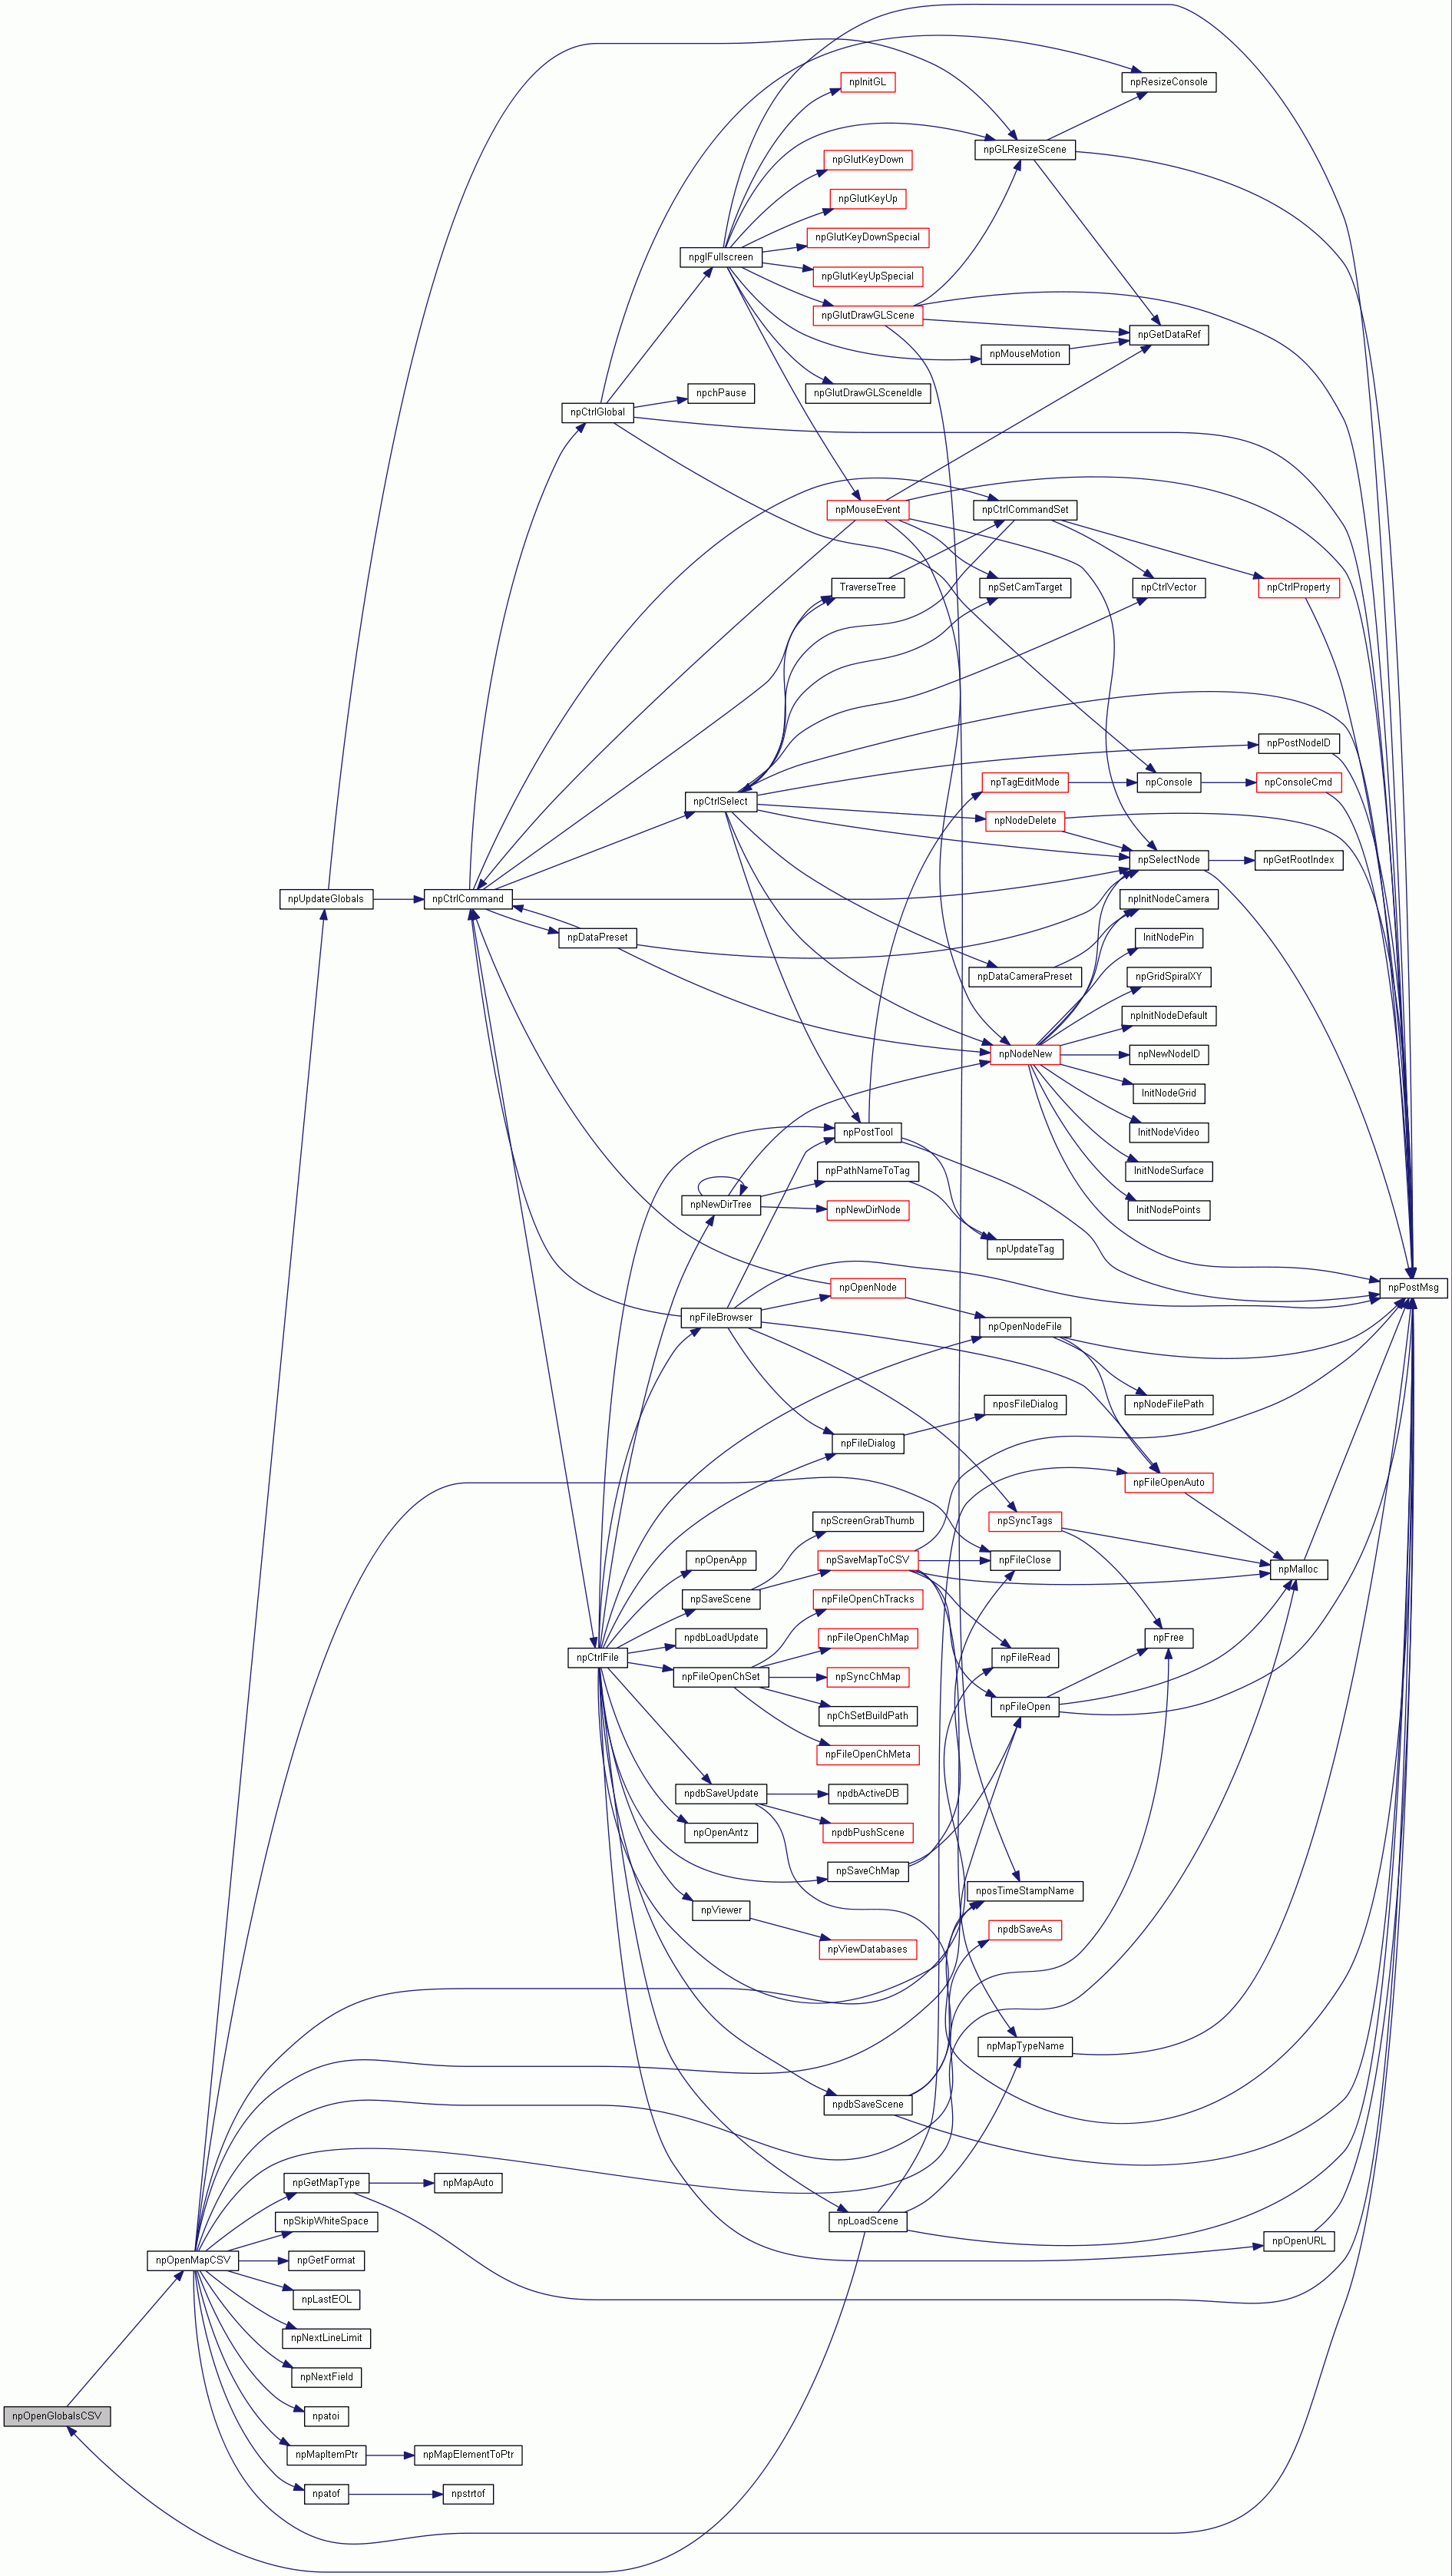 npResizeConsole
npInitGL
npGLResizeScene
npGlutKeyDown
npGlutKeyUp
npGlutKeyDownSpecial
npglFullscreen
npGlutKeyUpSpecial
npGlutDrawGLScene
npGetDataRef
npMouseMotion
npchPause
npGlutDrawGLSceneIdle
npCtrlGlobal
npMouseEvent
npCtrlCommandSet
TraverseTree
npSetCamTarget
npCtrlVector
npCtrlProperty
npPostNodeID
npTagEditMode
npConsole
npConsoleCmd
npCtrlSelect
npNodeDelete
npSelectNode
npGetRootIndex
npUpdateGlobals
npCtrlCommand
npInitNodeCamera
npDataPreset
InitNodePin
npDataCameraPreset
npGridSpiralXY
npInitNodeDefault
npNodeNew
npNewNodeID
InitNodeGrid
npPostTool
InitNodeVideo
npPathNameToTag
InitNodeSurface
npNewDirTree
npNewDirNode
InitNodePoints
npUpdateTag
npOpenNode
npPostMsg
npFileBrowser
npOpenNodeFile
nposFileDialog
npNodeFilePath
npFileDialog
npFileOpenAuto
npScreenGrabThumb
npSyncTags
npOpenApp
npSaveMapToCSV
npFileClose
npMalloc
npSaveScene
npFileOpenChTracks
npdbLoadUpdate
npFileOpenChMap
npFree
npCtrlFile
npFileRead
npFileOpenChSet
npSyncChMap
npFileOpen
npChSetBuildPath
npFileOpenChMeta
npdbSaveUpdate
npdbActiveDB
npOpenAntz
npdbPushScene
npSaveChMap
nposTimeStampName
npViewer
npdbSaveAs
npViewDatabases
npMapTypeName
npdbSaveScene
npGetMapType
npMapAuto
npSkipWhiteSpace
npLoadScene
npOpenURL
npOpenMapCSV
npGetFormat
npLastEOL
npNextLineLimit
npNextField
npOpenGlobalsCSV
npatoi
npMapItemPtr
npMapElementToPtr
npatof
npstrtof